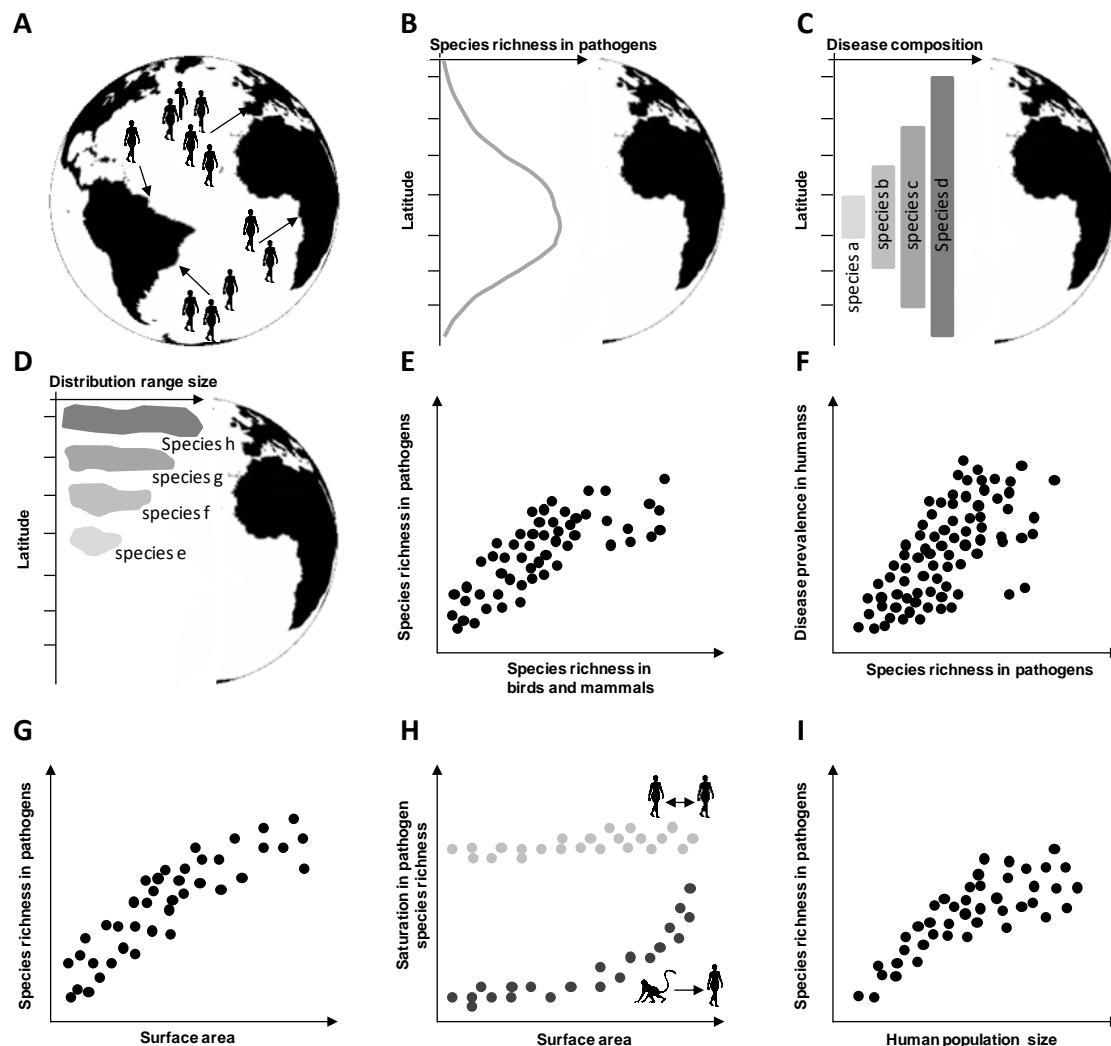 A
B
C
Species richness in pathogens
Latitude
Disease composition
Latitude
species a
species b
species c
Species d
D
E
F
Distribution range size
Latitude
Species h
species g
species f
species e
Species richness in pathogens
Species richness in
birds and mammals
Disease prevalence in humanss
Species richness in pathogens
G
H
I
Species richness in pathogens
Surface area
Saturation in pathogen
species richness
Surface area
Species richness in pathogens
Human population size